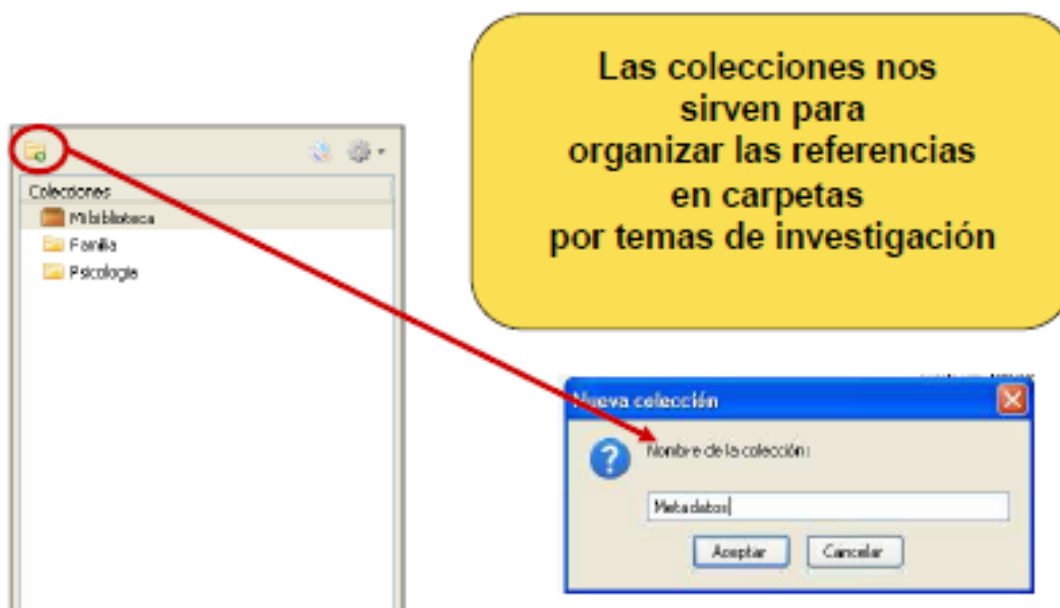 Las colecciones nos
sirven para
organizar las referencias
en carpetas
por temas de investigación
Colecciones
Mi biblioteca
Familia
Psicología
Nueva colección
Nombre de la colección:
Metadatos
Aceptar
Cancelar